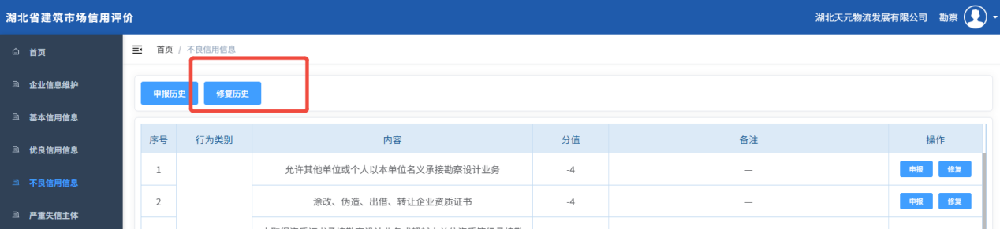 湖北省建筑市场信用评价
湖北天元物流发展有限公司 勘察
首页
首页 / 不良信用信息
企业信息维护
申报历史 修复历史
基本信用信息
序号 行为类别 内容 分值 备注 操作
优良信用信息
1 允许其他单位或个人以本单位名义承接勘察设计业务 -4 — 申报 修复
不良信用信息
2 涂改、伪造、出借、转让企业资质证书 -4 — 申报 修复
严重失信主体